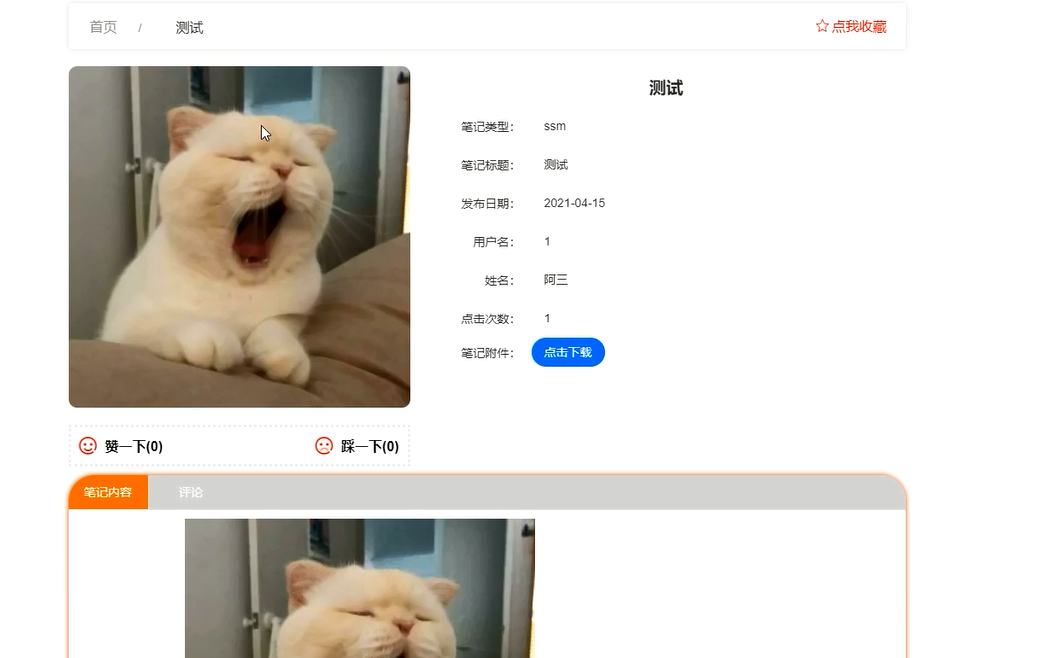 首页 / 测试 点我收藏
测试
笔记类型： ssm
笔记标题： 测试
发布日期： 2021-04-15
用户名： 1
姓名： 阿三
点击次数： 1
笔记附件： 点击下载
赞一下(0) 踩一下(0)
笔记内容 评论